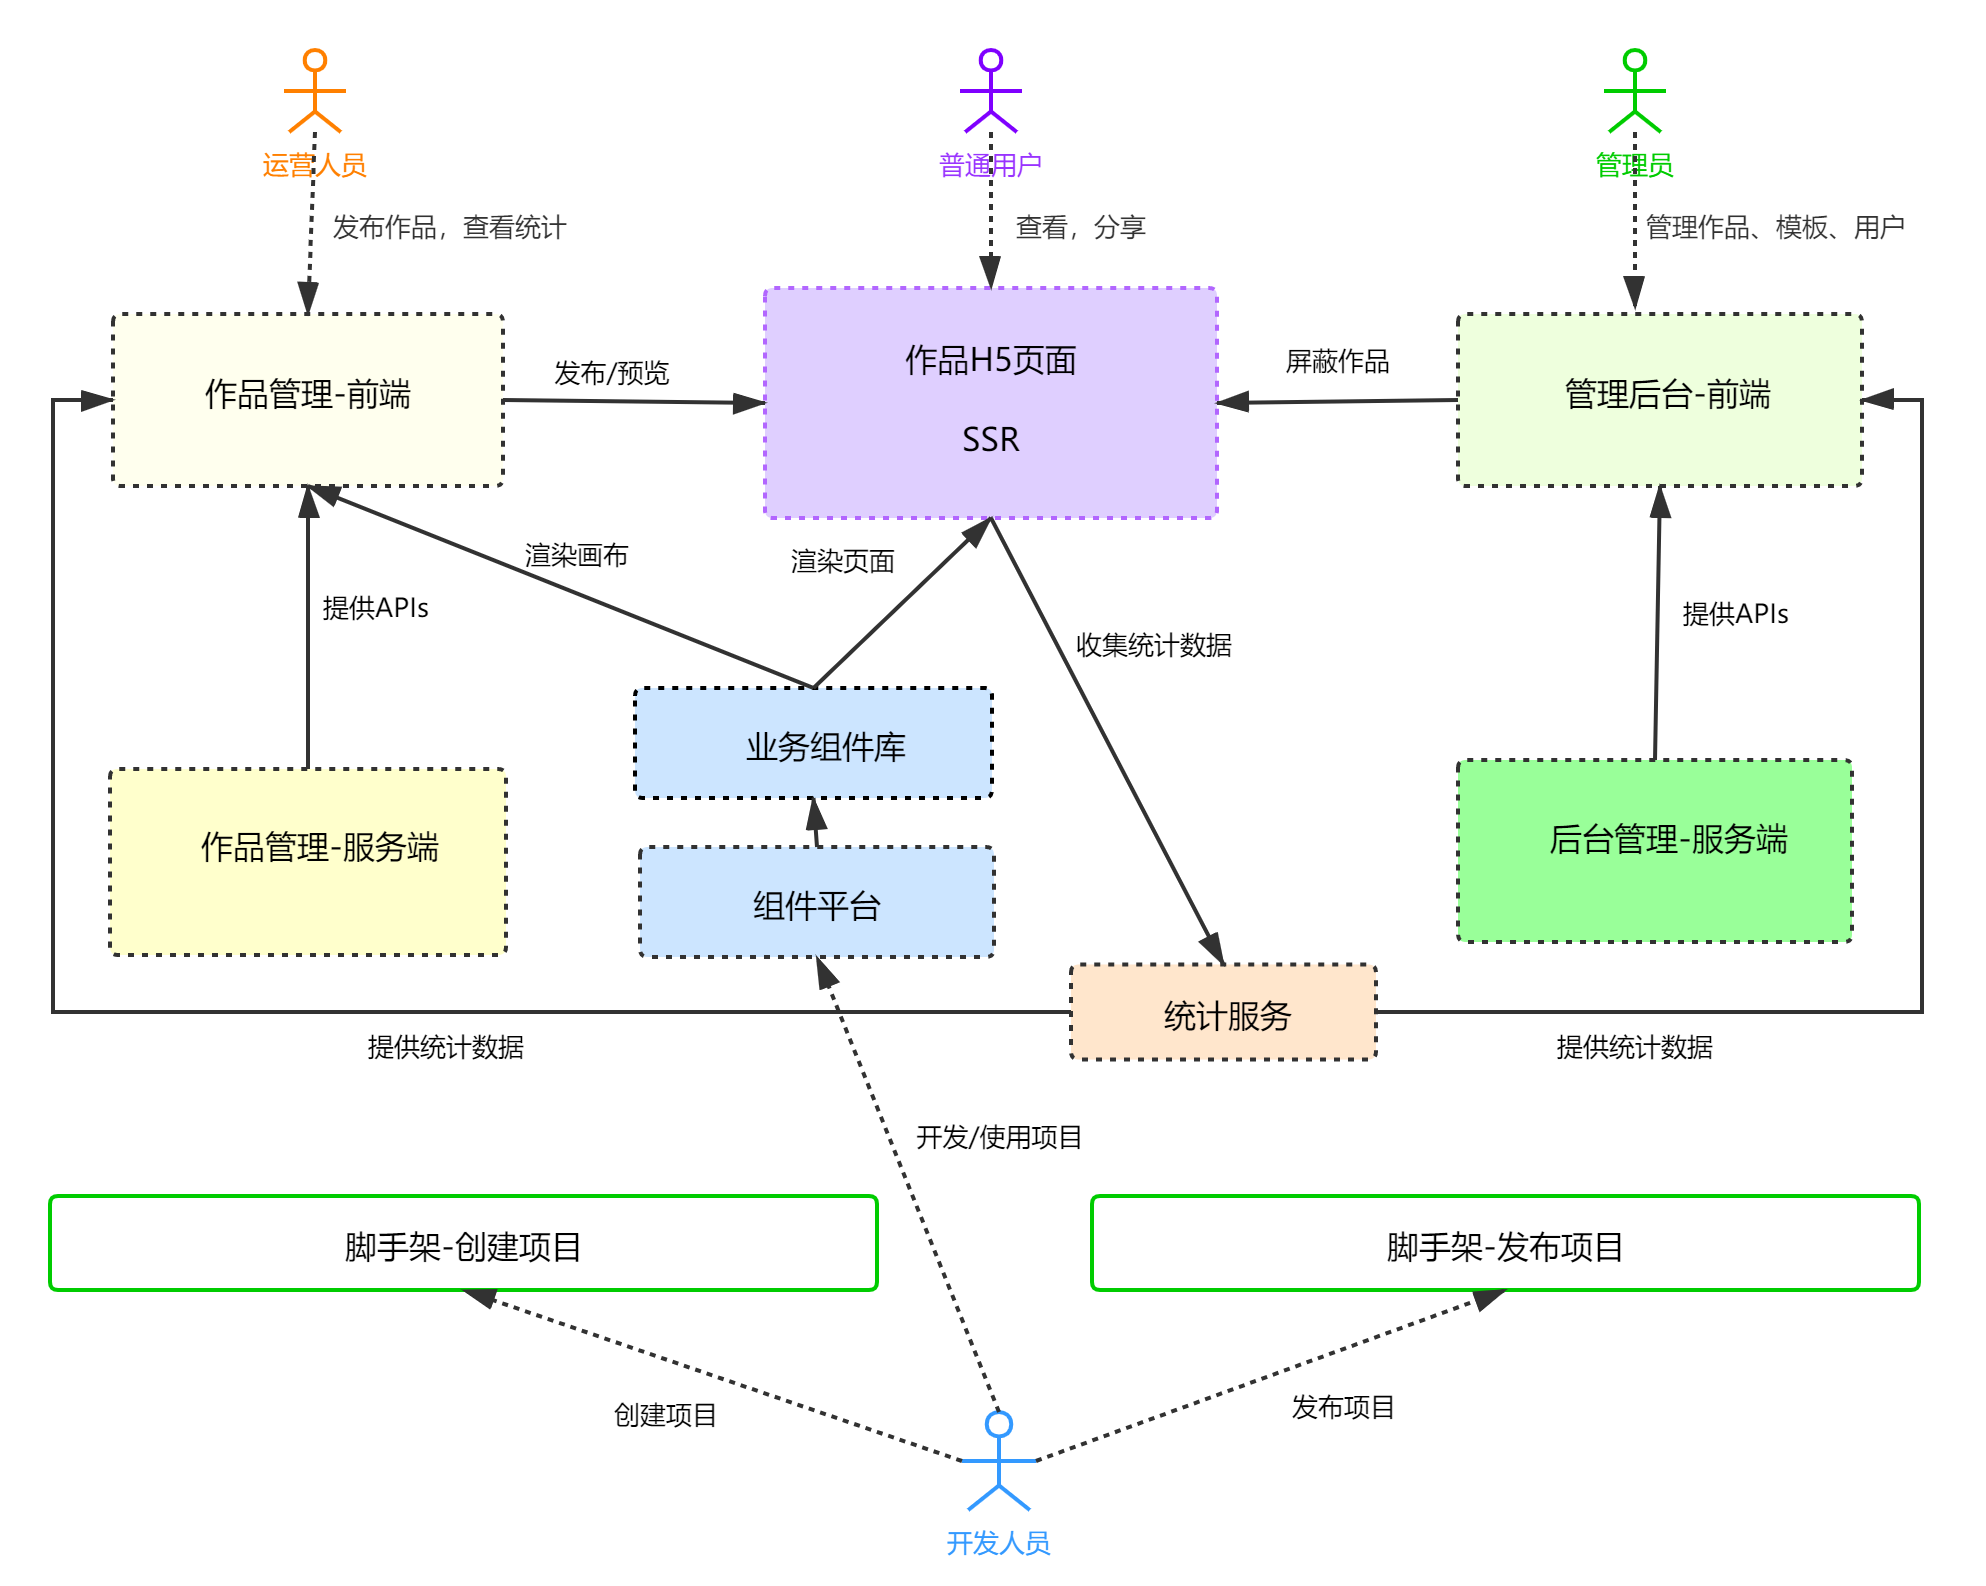 运营人员
普通用户
管理员
发布作品，查看统计
查看，分享
管理作品、模板、用户
作品管理-前端
发布/预览
作品H5页面
SSR
屏蔽作品
管理后台-前端
渲染画布
渲染页面
提供APIs
收集统计数据
提供APIs
业务组件库
作品管理-服务端
后台管理-服务端
组件平台
统计服务
提供统计数据
提供统计数据
开发/使用项目
脚手架-创建项目
脚手架-发布项目
创建项目
发布项目
开发人员